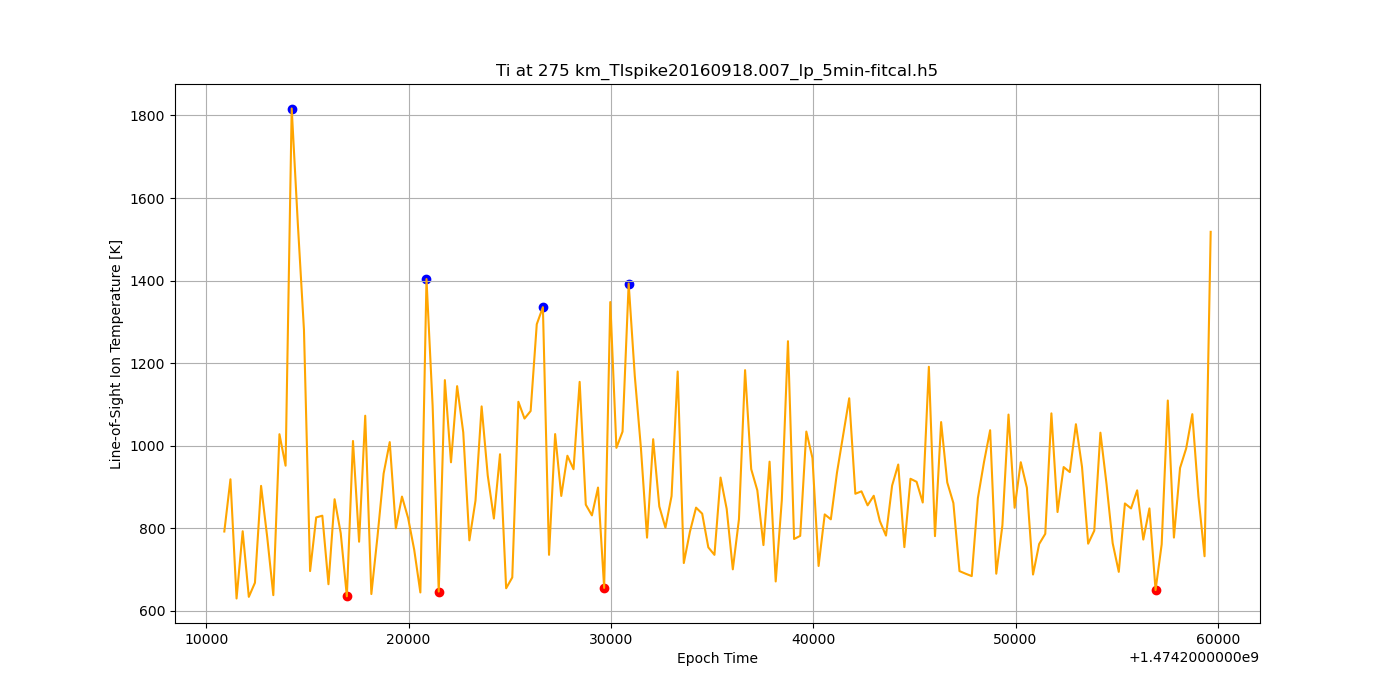 Ti at 275 km_TIspike20160918.007_lp_5min-fitcal.h5
Line-of-Sight Ion Temperature [K]
1800
1600
1400
1200
1000
800
600
10000 20000 30000 40000 50000 60000
Epoch Time
+1.4742000000e9